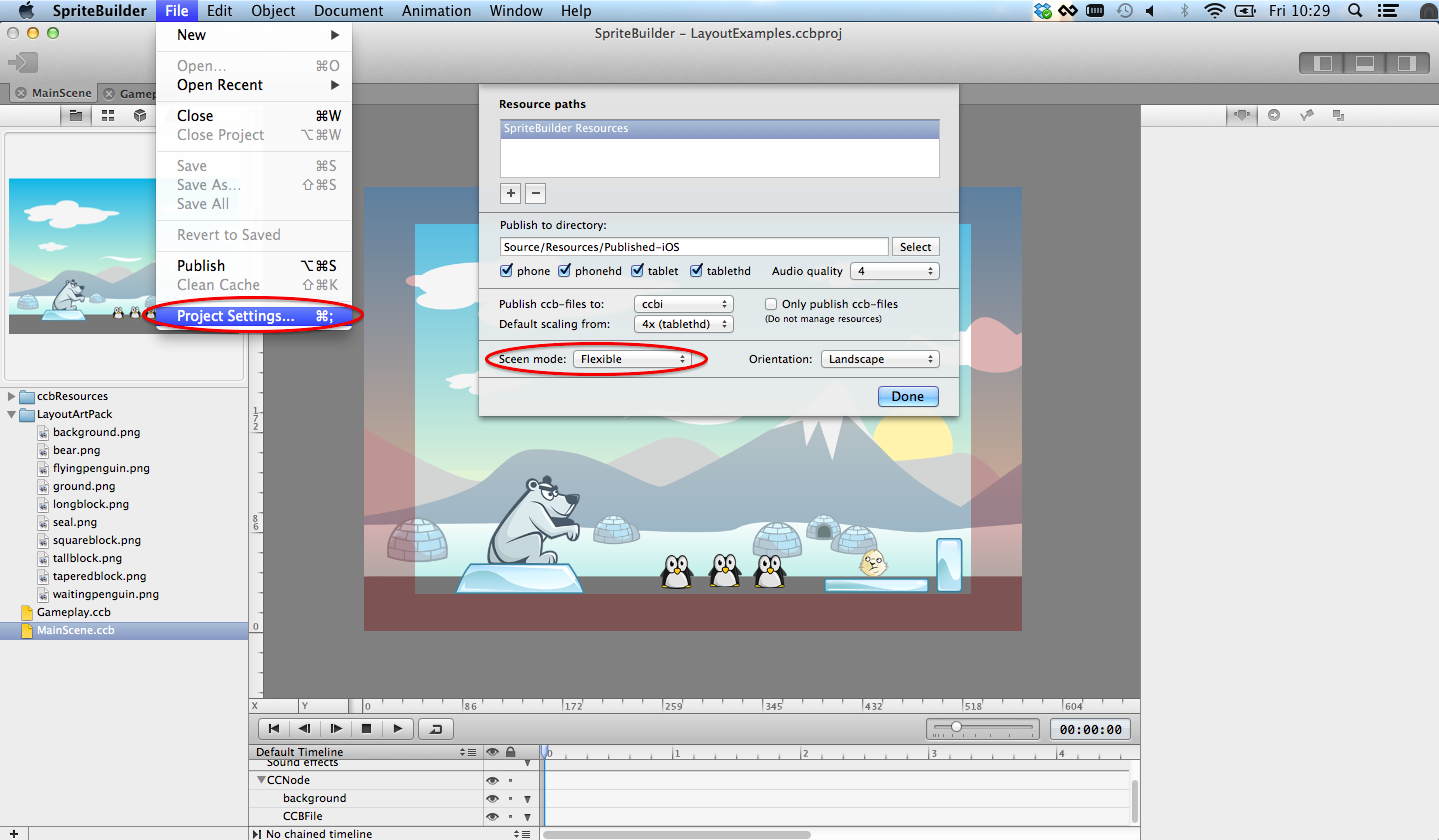 SpriteBuilder File Edit Object Document Animation Window Help Fri 10:29
SpriteBuilder – LayoutExamples.ccbproj
New
Open... ⌘O
Open Recent
Close ⌘W
Close Project ⌥⌘W
Save ⌘S
Save As... ⇧⌘S
Save All
Revert to Saved
Publish ⌥⌘S
Clean Cache ⇧⌘K
Project Settings... ⌘;
MainScene Gamep
Resource paths
SpriteBuilder Resources
+ −
Publish to directory:
Source/Resources/Published-iOS Select
phone phonehd tablet tablethd Audio quality 4
Publish ccb-files to: ccbi Only publish ccb-files
(Do not manage resources)
Default scaling from: 4x (tablethd)
Sceen mode: Flexible Orientation: Landscape
Done
ccbResources
LayoutArtPack
background.png
bear.png
flyingpenguin.png
ground.png
longblock.png
seal.png
squareblock.png
tallblock.png
taperedblock.png
waitingpenguin.png
Gameplay.ccb
MainScene.ccb
172
86
0
X Y 0 86 172 259 345 432 518 604
00:00:00
Default Timeline 0 1 2 3 4
Sound effects
CCNode
background
CCBFile
+ No chained timeline